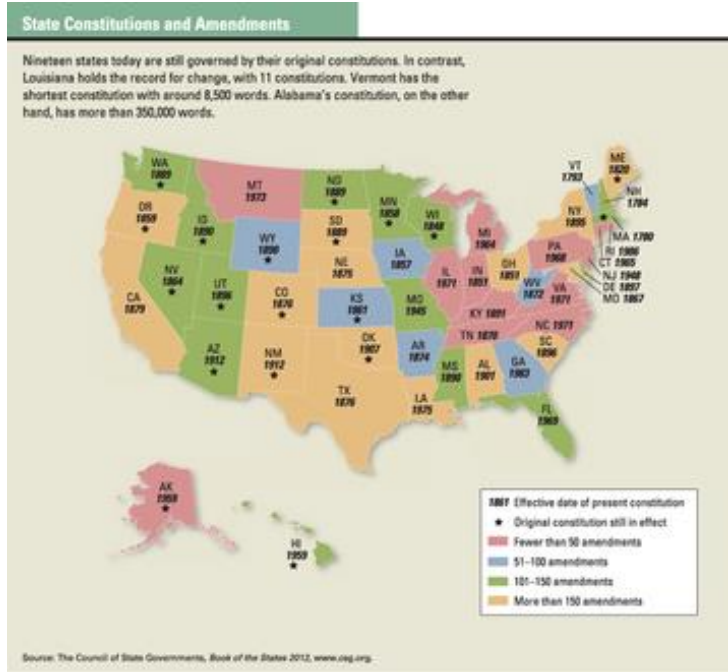 State Constitutions and Amendments
Nineteen states today are still governed by their original constitutions. In contrast,
Louisiana holds the record for change, with 11 constitutions. Vermont has the
shortest constitution with around 8,500 words. Alabama's constitution, on the other
hand, has more than 350,000 words.
WA
1889
MT
1973
ND
1889
MN
1858
WI
1848
MI
1964
VT
1793
ME
1820
NH
1784
OR
1859
ID
1890
WY
1890
SD
1889
IA
1857
NY
1895
MA 1780
RI 1986
CT 1965
NJ 1948
DE 1897
MD 1867
NV
1864
UT
1896
CO
1876
NE
1875
KS
1861
MO
1945
IL
1971
IN
1851
OH
1851
PA
1968
WV
1872
VA
1971
CA
1879
KY 1891
TN 1870
NC 1971
SC
1896
AZ
1912
NM
1912
OK
1907
AR
1874
MS
1890
AL
1901
GA
1983
TX
1876
LA
1975
FL
1969
AK
1959
HI
1959
1861 Effective date of present constitution
★ Original constitution still in effect
Fewer than 50 amendments
51–100 amendments
101–150 amendments
More than 150 amendments
Source: The Council of State Governments, Book of the States 2012, www.csg.org.